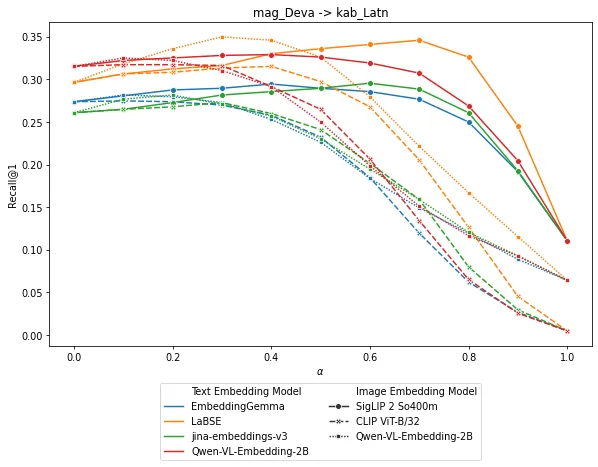 mag_Deva -> kab_Latn
Recall@1
0.35
0.30
0.25
0.20
0.15
0.10
0.05
0.00
0.0 0.2 0.4 0.6 0.8 1.0
α
Text Embedding Model
EmbeddingGemma
LaBSE
jina-embeddings-v3
Qwen-VL-Embedding-2B
Image Embedding Model
SigLIP 2 So400m
CLIP ViT-B/32
Qwen-VL-Embedding-2B